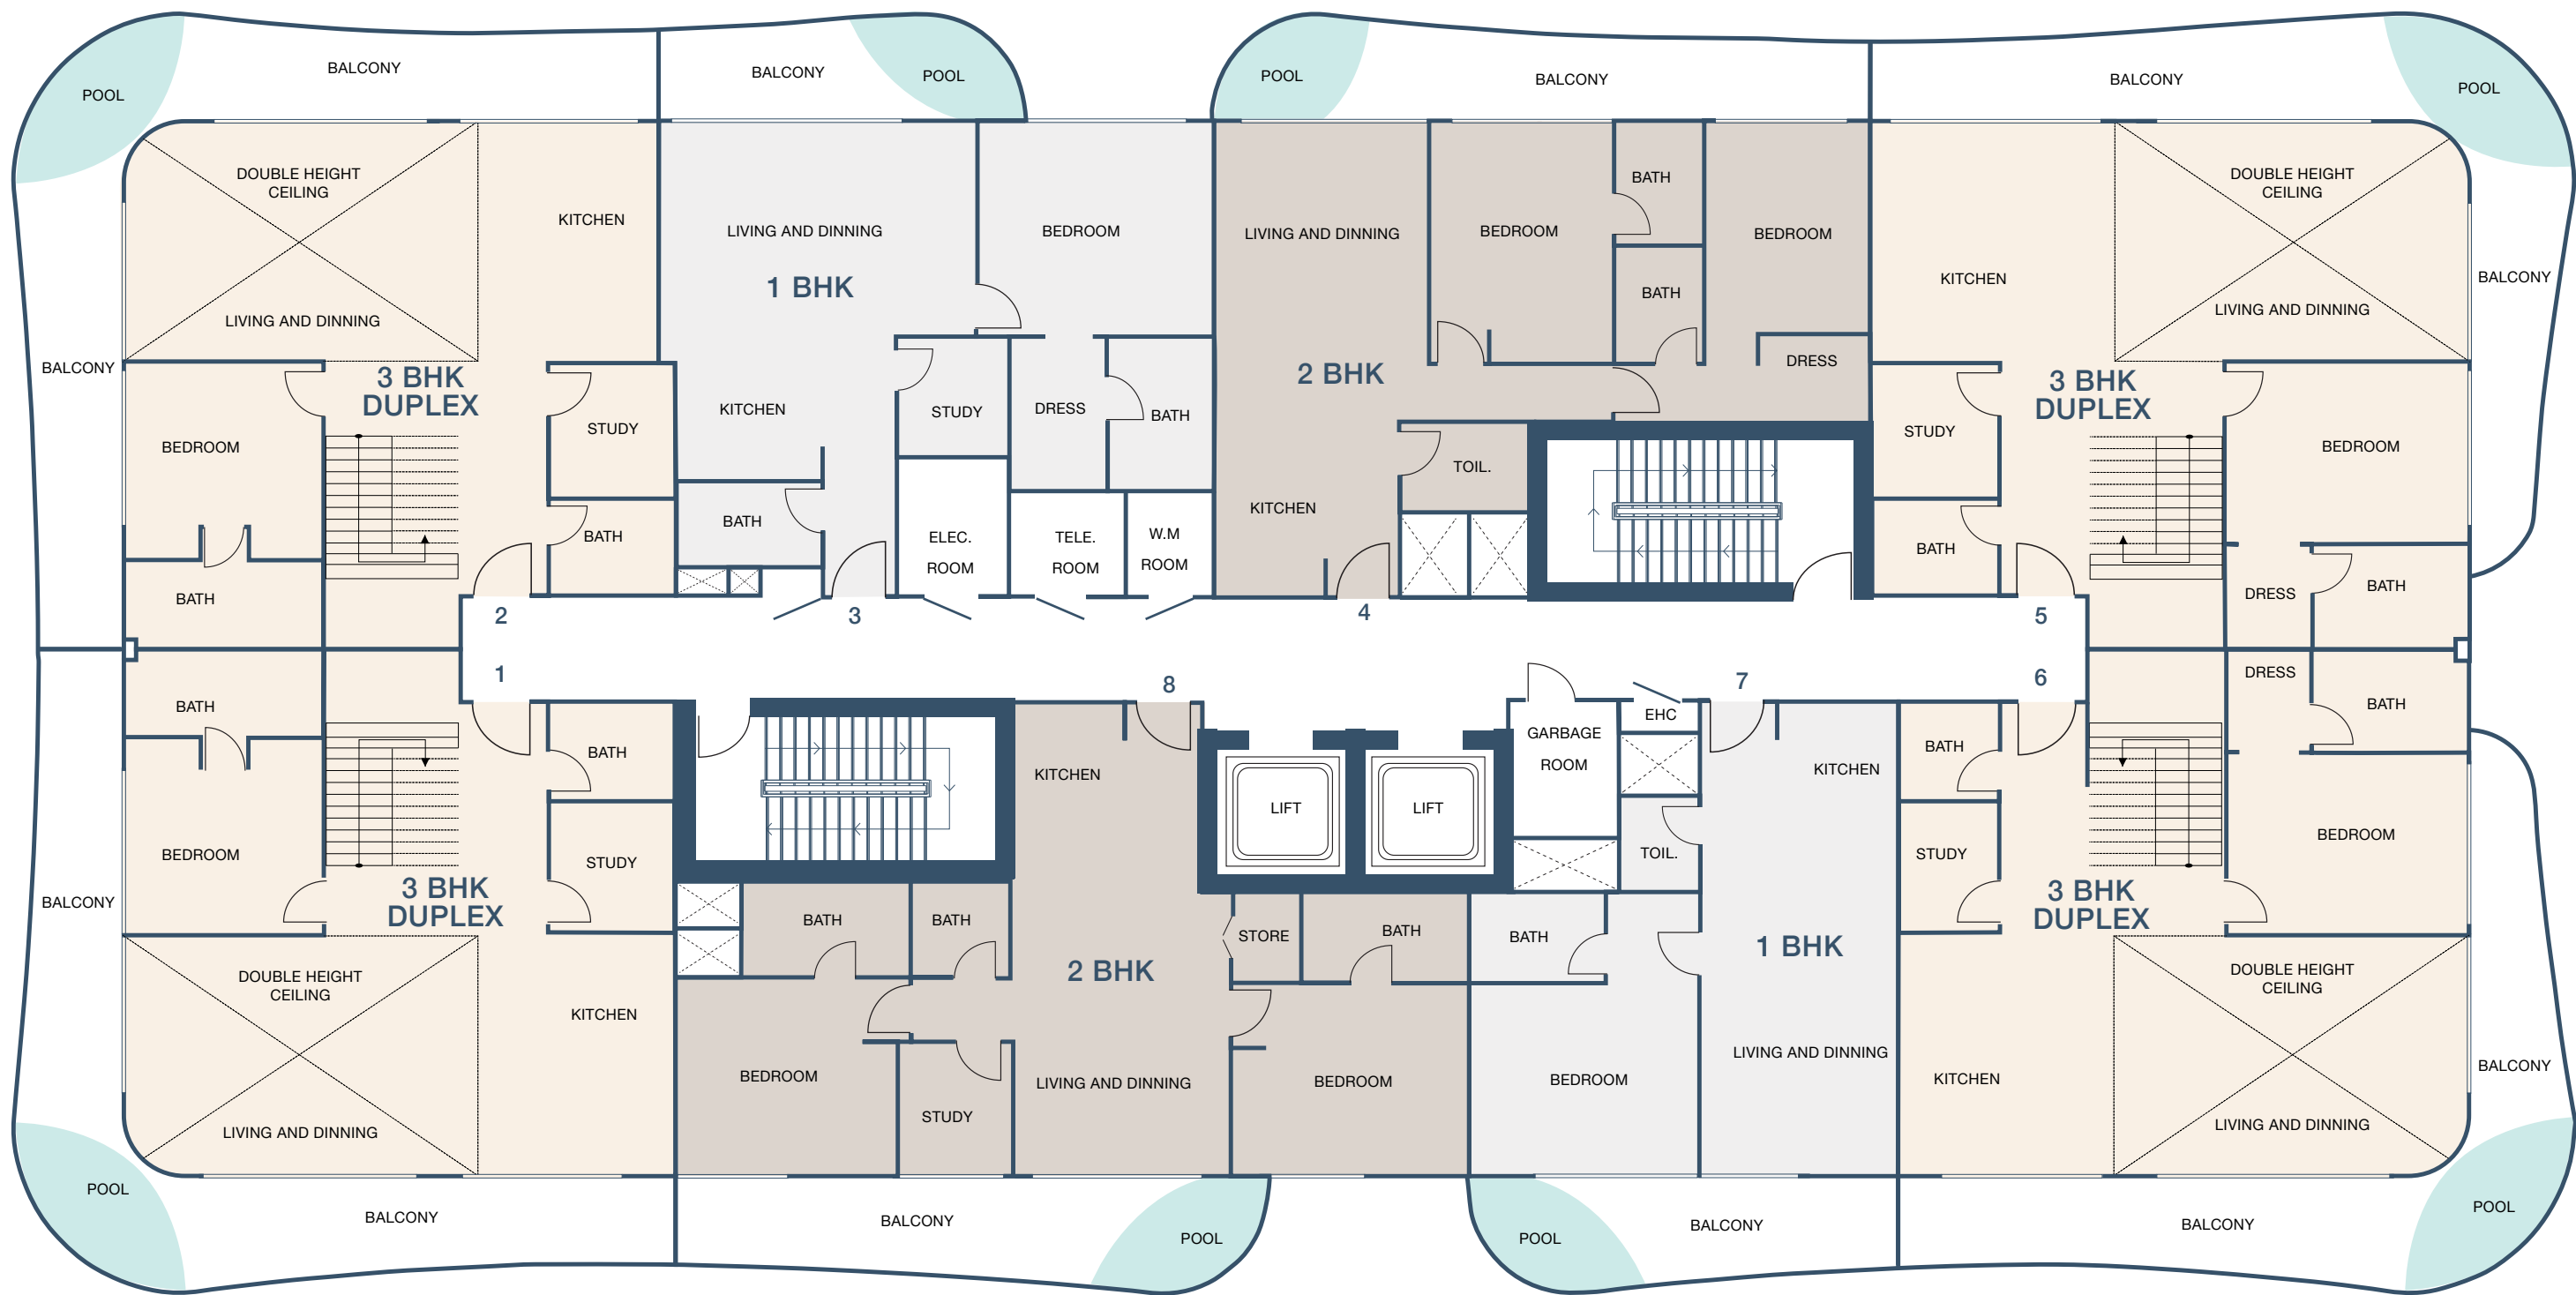 BALCONY
POOL
BALCONY
POOL
POOL
BALCONY
BALCONY
POOL
DOUBLE HEIGHT
CEILING
KITCHEN
LIVING AND DINNING
LIVING AND DINNING
BEDROOM
1 BHK
LIVING AND DINNING
BEDROOM
BATH
BATH
BEDROOM
DOUBLE HEIGHT
CEILING
KITCHEN
LIVING AND DINNING
BALCONY
BALCONY
3 BHK
DUPLEX
BEDROOM
STUDY
BATH
BATH
KITCHEN
STUDY
DRESS
BATH
BATH
ELEC.
ROOM
TELE.
ROOM
W.M
ROOM
2 BHK
DRESS
TOIL.
KITCHEN
3 BHK
DUPLEX
STUDY
BEDROOM
BATH
DRESS
BATH
2
3
4
5
1
8
7
6
BATH
BATH
BEDROOM
STUDY
3 BHK
DUPLEX
BALCONY
KITCHEN
LIFT
LIFT
GARBAGE
ROOM
EHC
TOIL.
KITCHEN
DRESS
BATH
BATH
STUDY
BEDROOM
3 BHK
DUPLEX
BATH
BATH
2 BHK
STORE
BATH
BATH
1 BHK
DOUBLE HEIGHT
CEILING
KITCHEN
LIVING AND DINNING
BEDROOM
STUDY
LIVING AND DINNING
BEDROOM
BEDROOM
LIVING AND DINNING
KITCHEN
DOUBLE HEIGHT
CEILING
LIVING AND DINNING
BALCONY
POOL
BALCONY
BALCONY
POOL
POOL
BALCONY
BALCONY
POOL